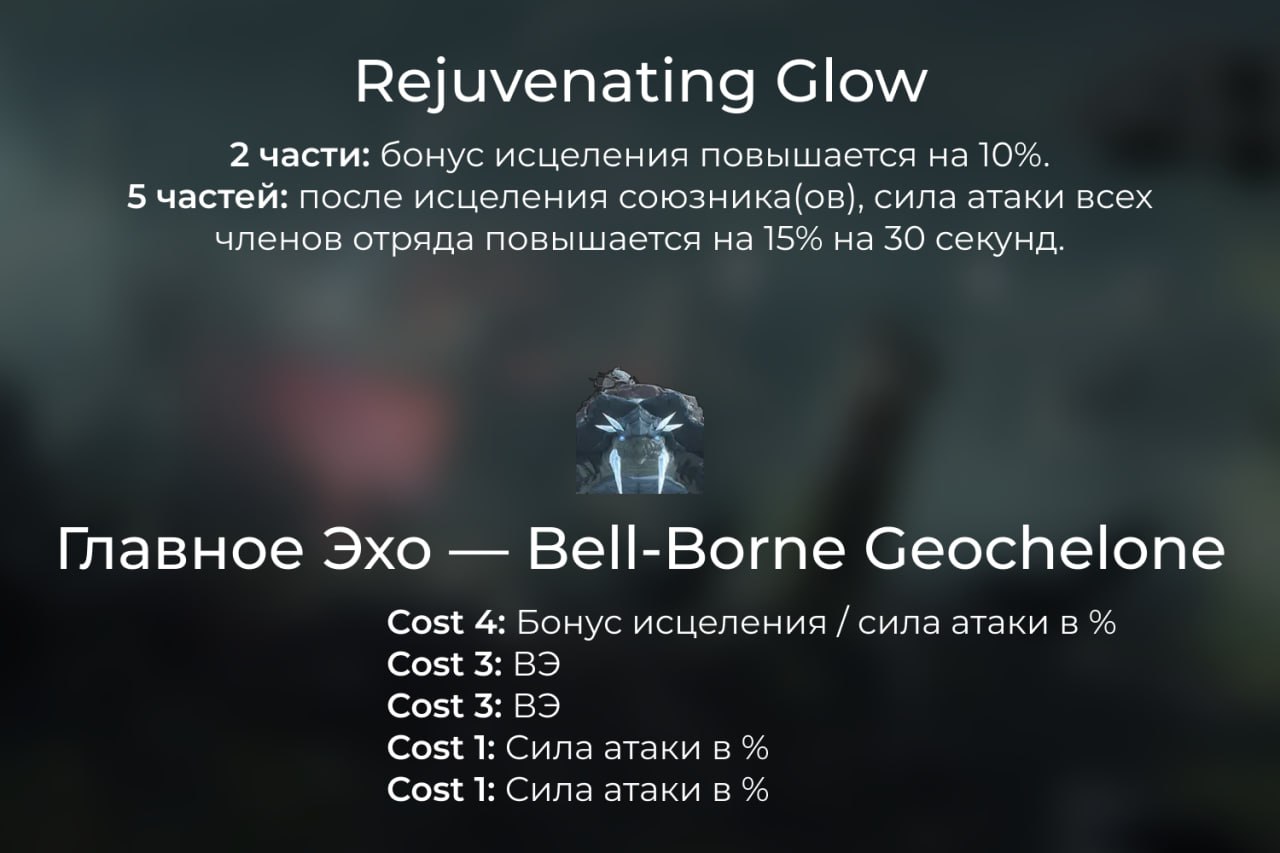 Rejuvenating Glow
2 части: бонус исцеления повышается на 10%.
5 частей: после исцеления союзника(ов), сила атаки всех
членов отряда повышается на 15% на 30 секунд.
Главное Эхо — Bell-Borne Geochelone
Cost 4: Бонус исцеления / сила атаки в %
Cost 3: ВЭ
Cost 3: ВЭ
Cost 1: Сила атаки в %
Cost 1: Сила атаки в %